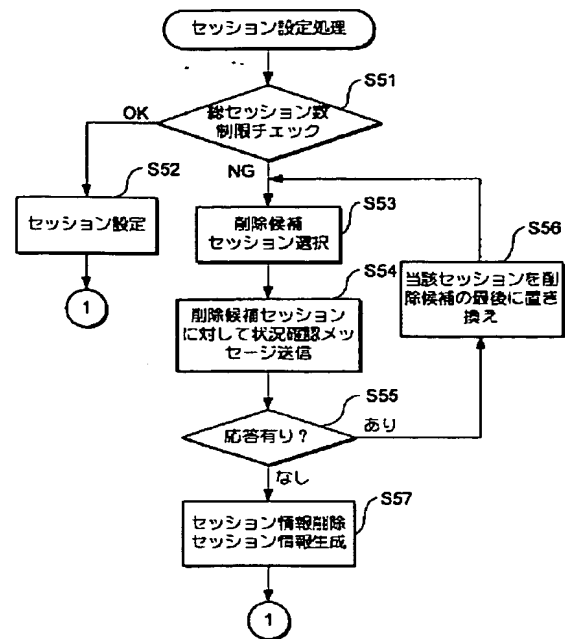 セッション設定処理
S51
総セッション数
制限チェック
OK
NG
S52
セッション設定
1
S53
削除候補
セッション選択
S54
削除候補セッション
に対して状況確認メッ
セージ送信
S56
当該セッションを削
除候補の最後に置き
換え
S55
応答有り？
あり
なし
S57
セッション情報削除
セッション情報生成
1